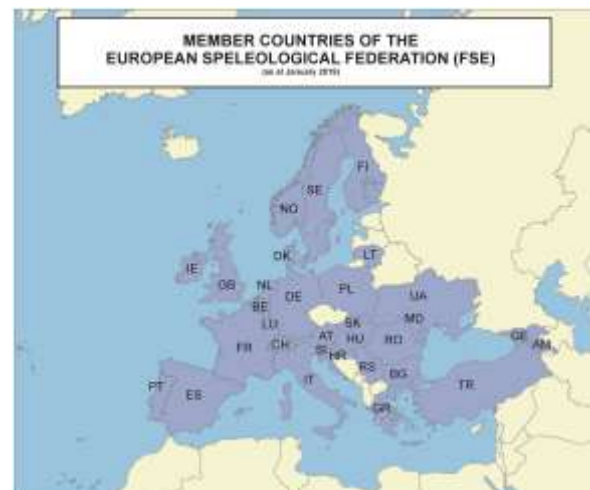 MEMBER COUNTRIES OF THE
EUROPEAN SPELEOLOGICAL FEDERATION (FSE)
FI
SE
NO
DK
LT
IE
GB
NL
DE
PL
UA
BE
LU
SK
MD
AT
HU
RO
FR
CH
SI
HR
GE
AM
RS
BG
IT
PT
ES
TR
GR